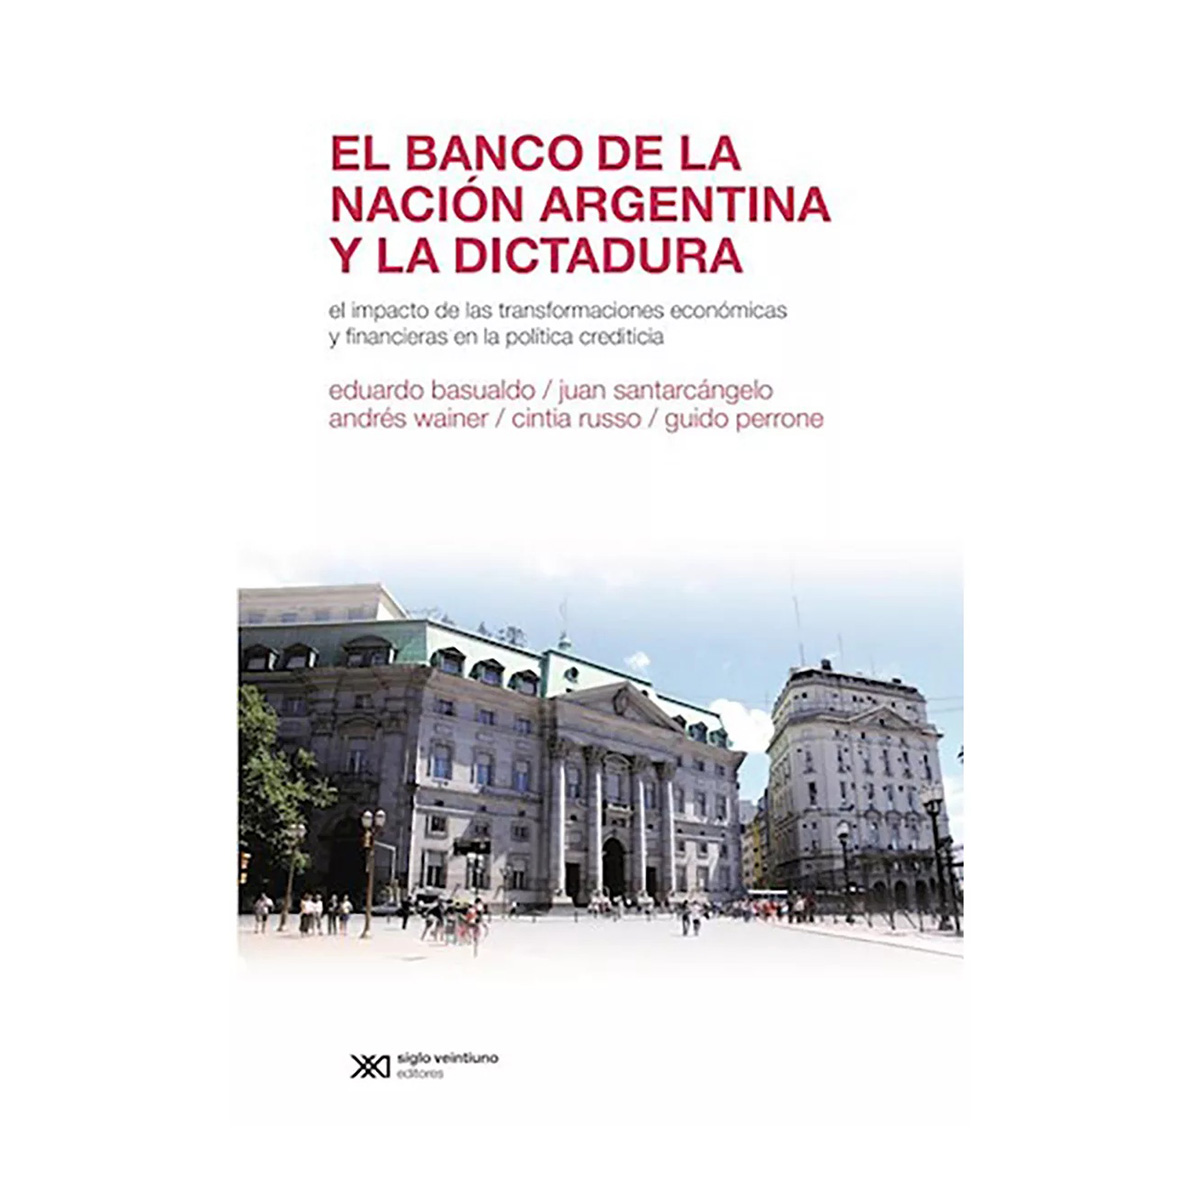 EL BANCO DE LA
NACIÓN ARGENTINA
Y LA DICTADURA
el impacto de las transformaciones económicas
y financieras en la política crediticia
eduardo basualdo / juan santarcángelo
andrés wainer / cintia russo / guido perrone
siglo veintiuno
editores